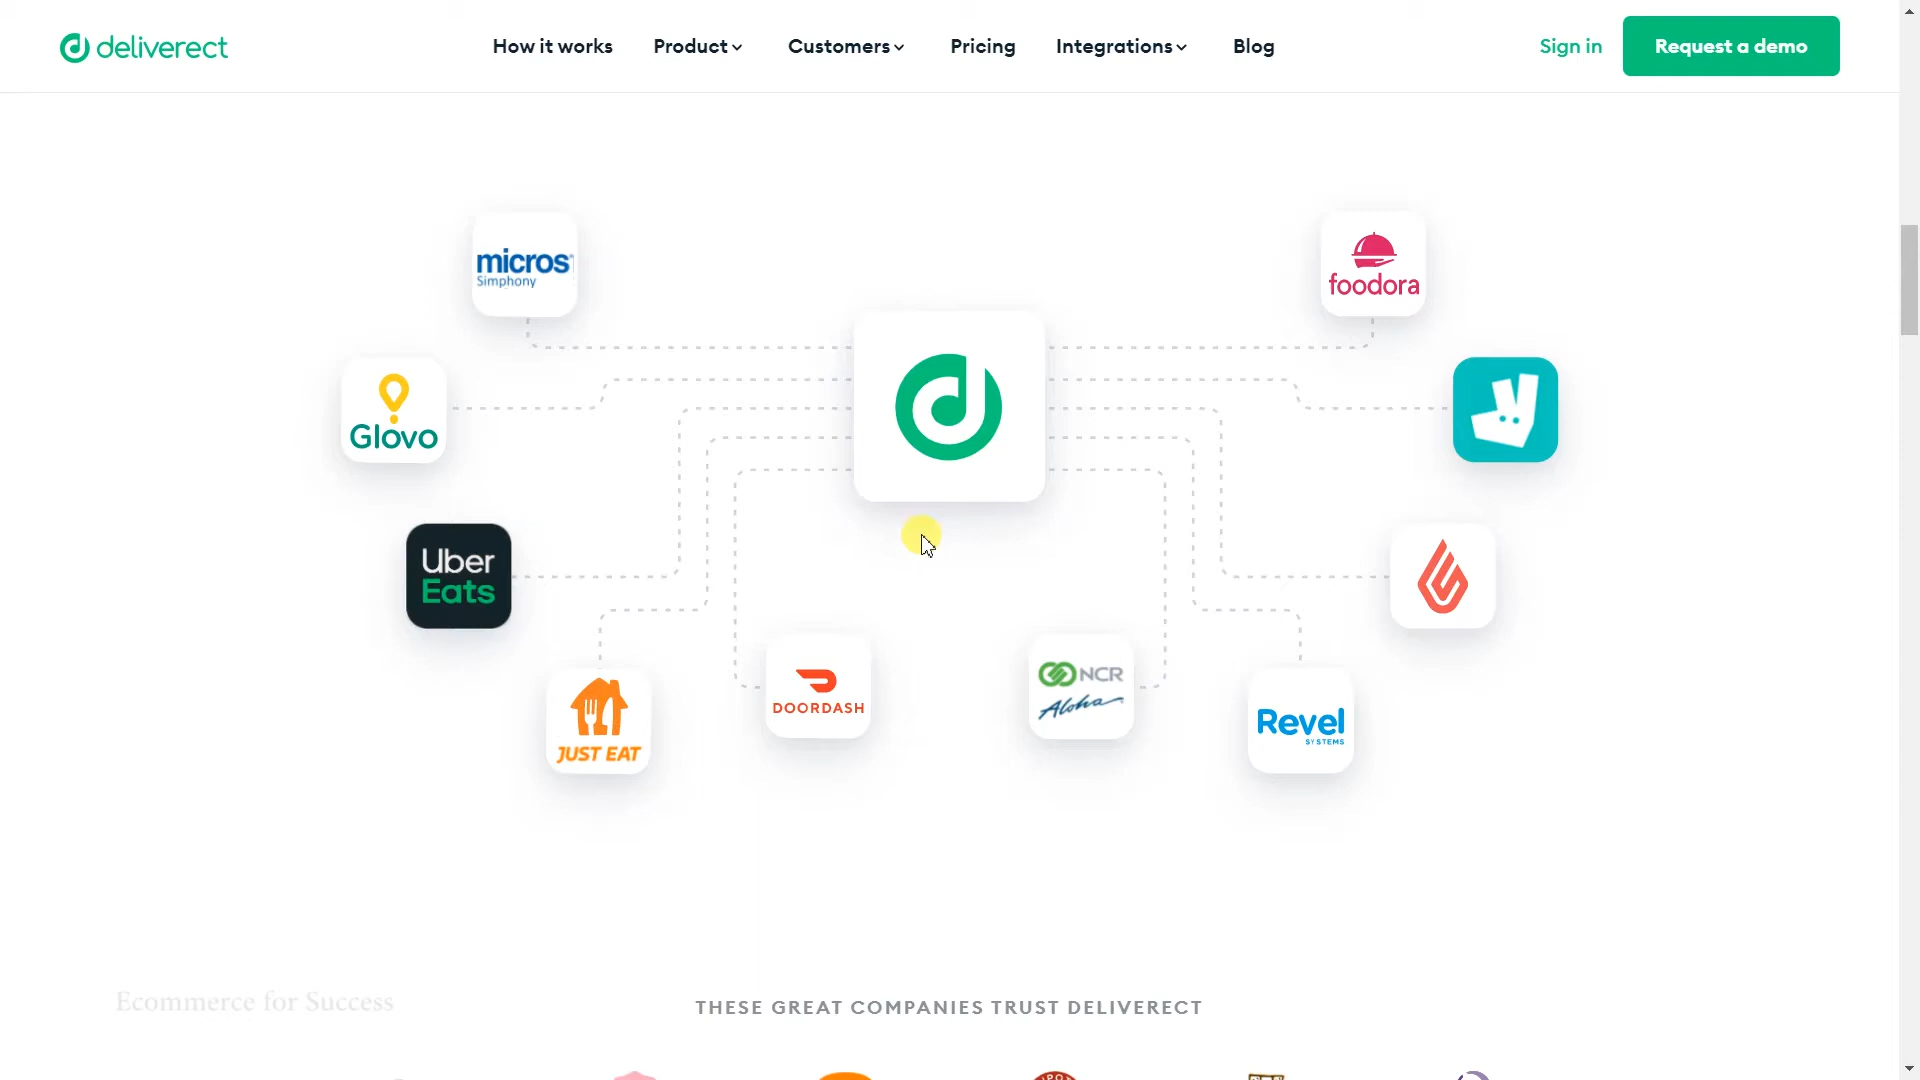 deliverect
How it works
Product
Customers
Pricing
Integrations
Blog
Sign in
Request a demo
micros
Simphony
foodora
Glovo
Uber
Eats
JUST EAT
DOORDASH
NCR
Aloha
Revel
SYSTEMS
Ecommerce for Success
THESE GREAT COMPANIES TRUST DELIVERECT